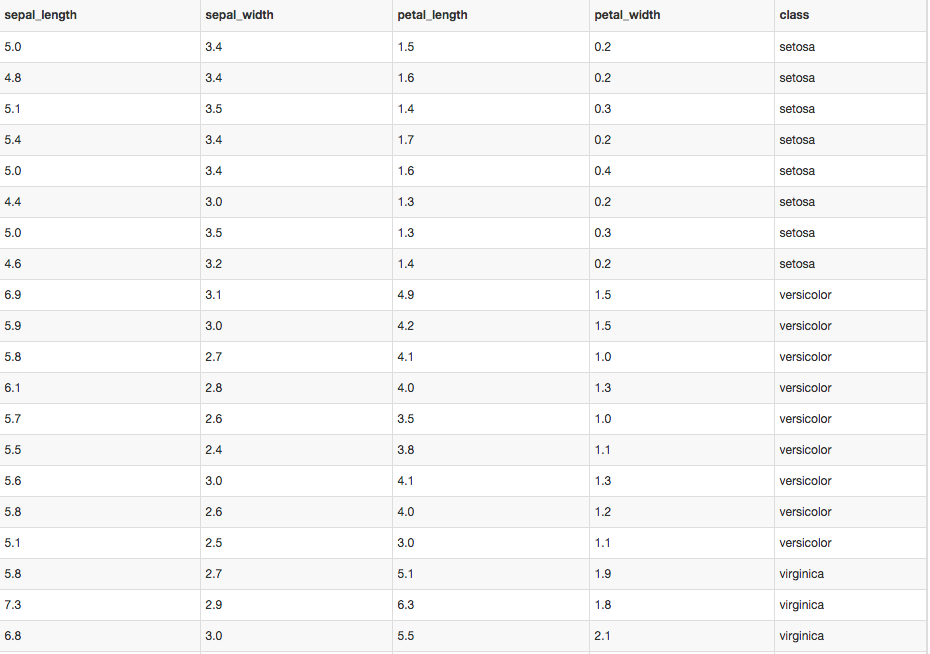 sepal_length sepal_width petal_length petal_width class
5.0 3.4 1.5 0.2 setosa
4.8 3.4 1.6 0.2 setosa
5.1 3.5 1.4 0.3 setosa
5.4 3.4 1.7 0.2 setosa
5.0 3.4 1.6 0.4 setosa
4.4 3.0 1.3 0.2 setosa
5.0 3.5 1.3 0.3 setosa
4.6 3.2 1.4 0.2 setosa
6.9 3.1 4.9 1.5 versicolor
5.9 3.0 4.2 1.5 versicolor
5.8 2.7 4.1 1.0 versicolor
6.1 2.8 4.0 1.3 versicolor
5.7 2.6 3.5 1.0 versicolor
5.5 2.4 3.8 1.1 versicolor
5.6 3.0 4.1 1.3 versicolor
5.8 2.6 4.0 1.2 versicolor
5.1 2.5 3.0 1.1 versicolor
5.8 2.7 5.1 1.9 virginica
7.3 2.9 6.3 1.8 virginica
6.8 3.0 5.5 2.1 virginica